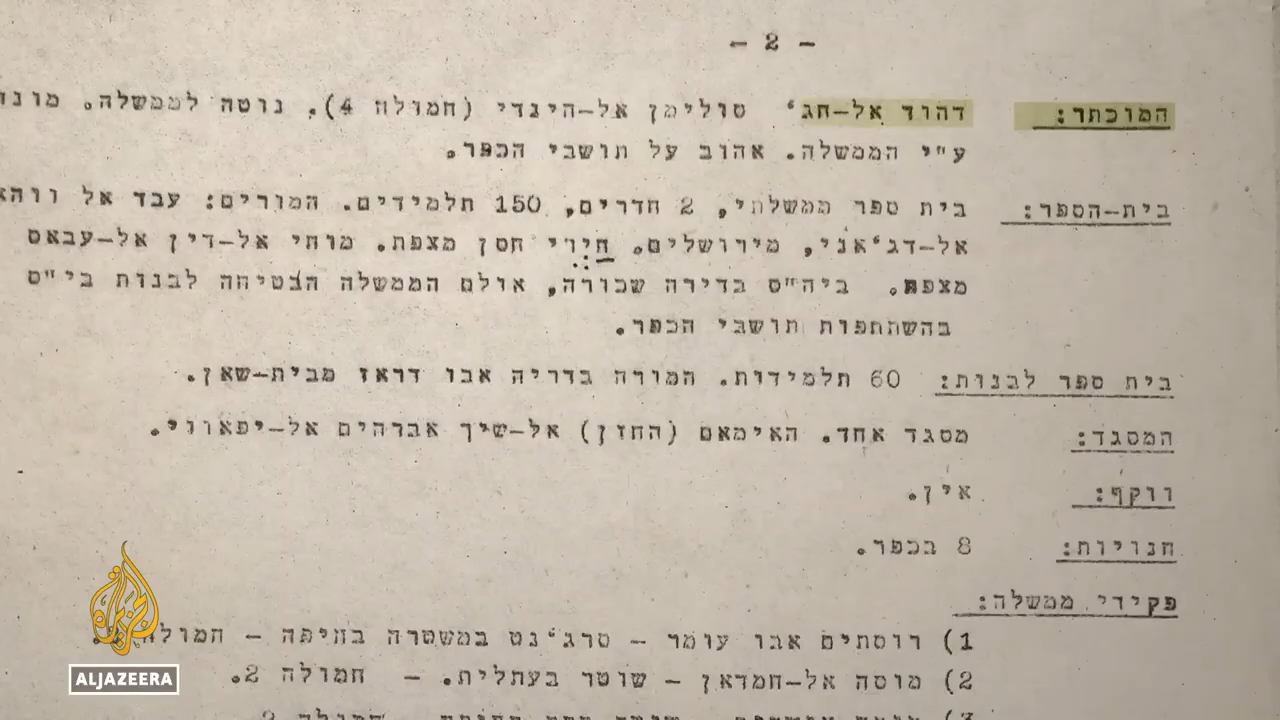 - 2 -
המוכתר: דהוד אל-חג' סולימן אל-הינדי (חמולה 4). נוטה לממשלה.
ע"י הממשלה. אהוב על תושבי הכפר.
בית-הספר: בית ספר ממשלתי, 2 חדרים, 150 תלמידים. המורים: עבד אל
אל-דג'אני, מירושלים. חירי חסן מצפת. מוחי אל-דין אל-עבאס
מצפת. ביה"ס בדירה שכורה, אולם הממשלה הבטיחה לבנות בי"ס
בהשתתפות תושבי הכפר.
בית ספר לבנות: 60 תלמידות. המורה בדריה אבו דראז מבית-שאן.
המסגד: מסגד אחד. האימאם (החזן) אל-שיך אברהים אל-יפאווי.
ווקף: אין.
חנויות: 8 בכפר.
פקידי ממשלה:
1) רוסתים אבו עומר - סרג'נט במשטרה בחיפה - חמולה
2) מוסה אל-חמדאן - שוטר בעתלית. - חמולה 2.
3)
الجزيرة
ALJAZEERA